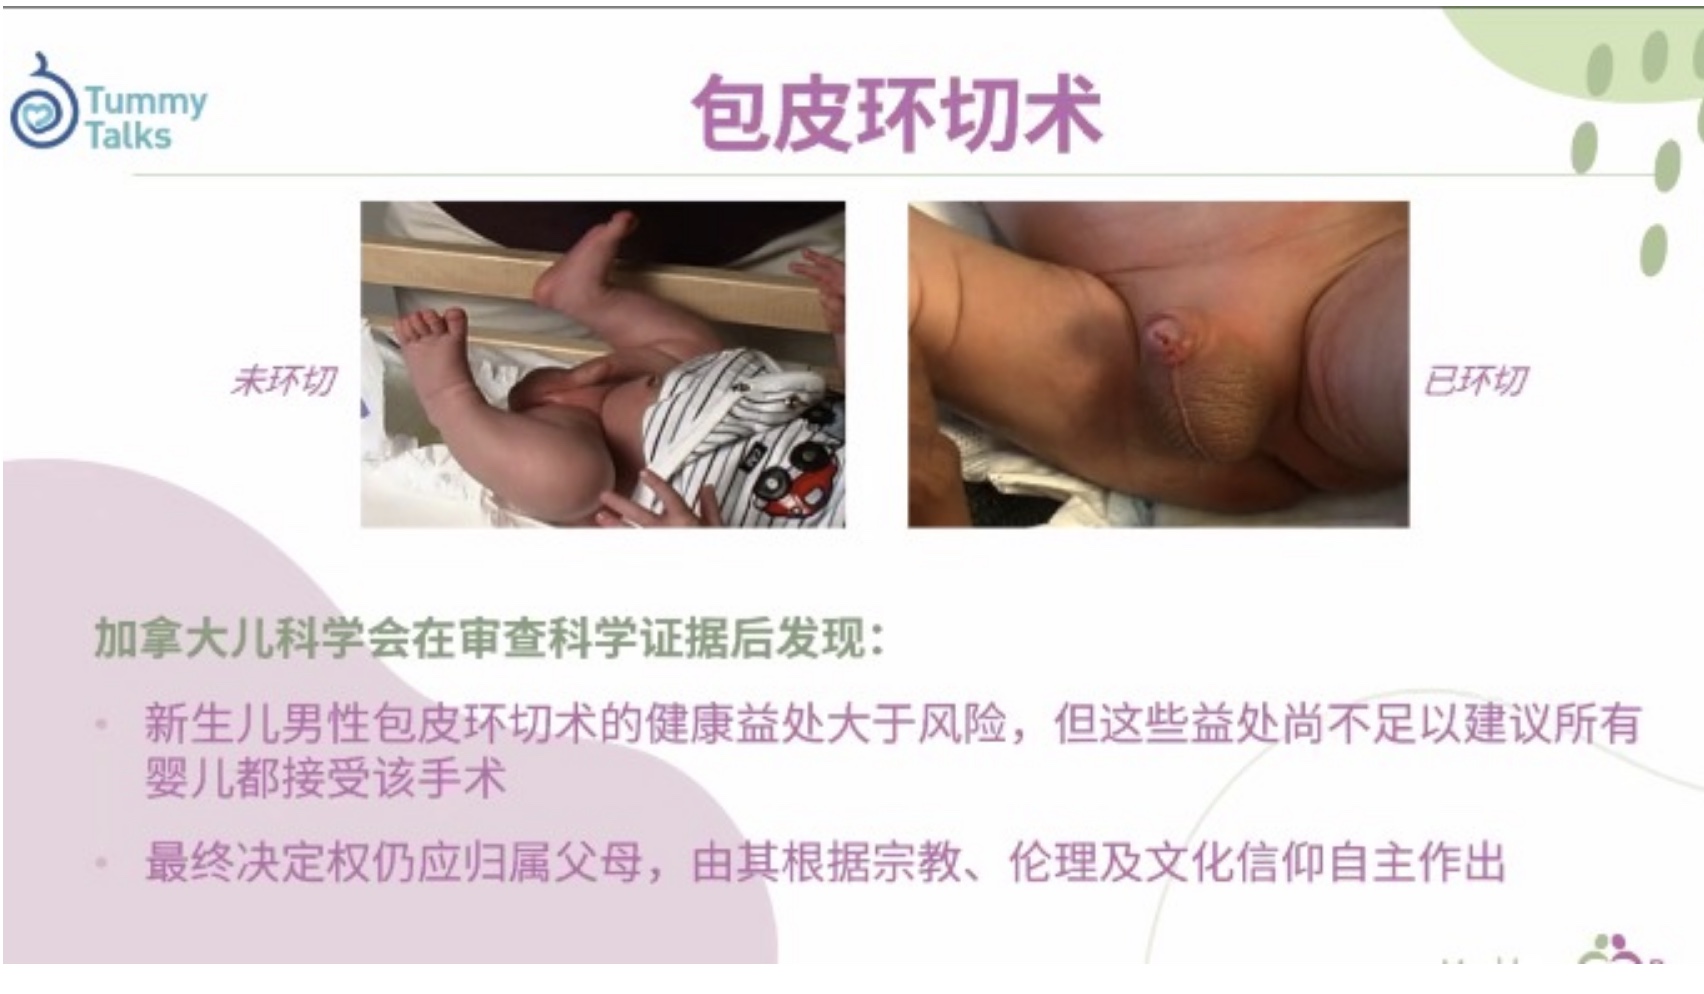 Tummy
Talks
包皮环切术
未环切
已环切
加拿大儿科学会在审查科学证据后发现：
• 新生儿男性包皮环切术的健康益处大于风险，但这些益处尚不足以建议所有
婴儿都接受该手术
• 最终决定权仍应归属父母，由其根据宗教、伦理及文化信仰自主作出